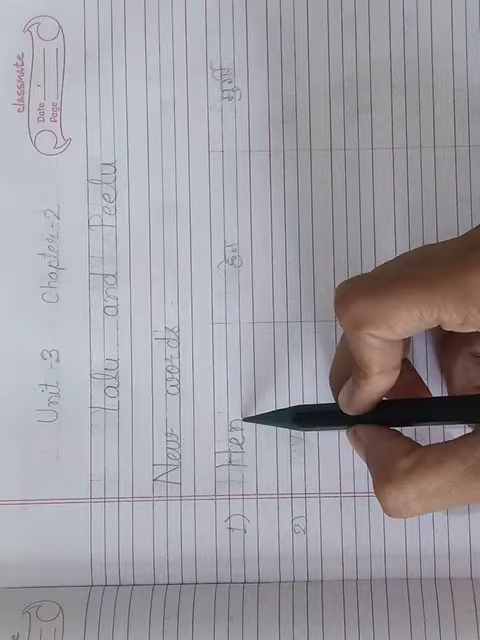 classmate
Date
Page
Unit-3 Chapter-2
Lalu and Peelu
New words
1) Hen हेन मुर्गी
2)